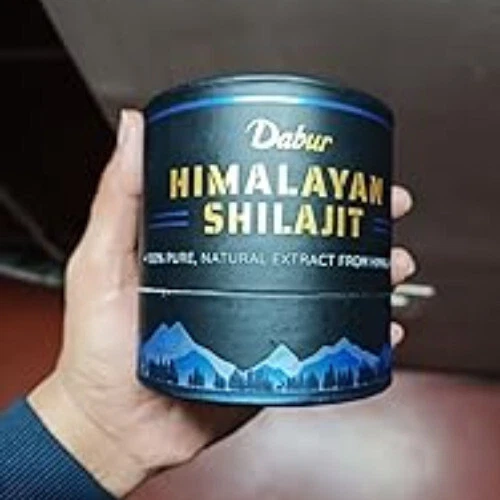 Dabur
HIMALAYAN
SHILAJIT
100% PURE, NATURAL EXTRACT FROM